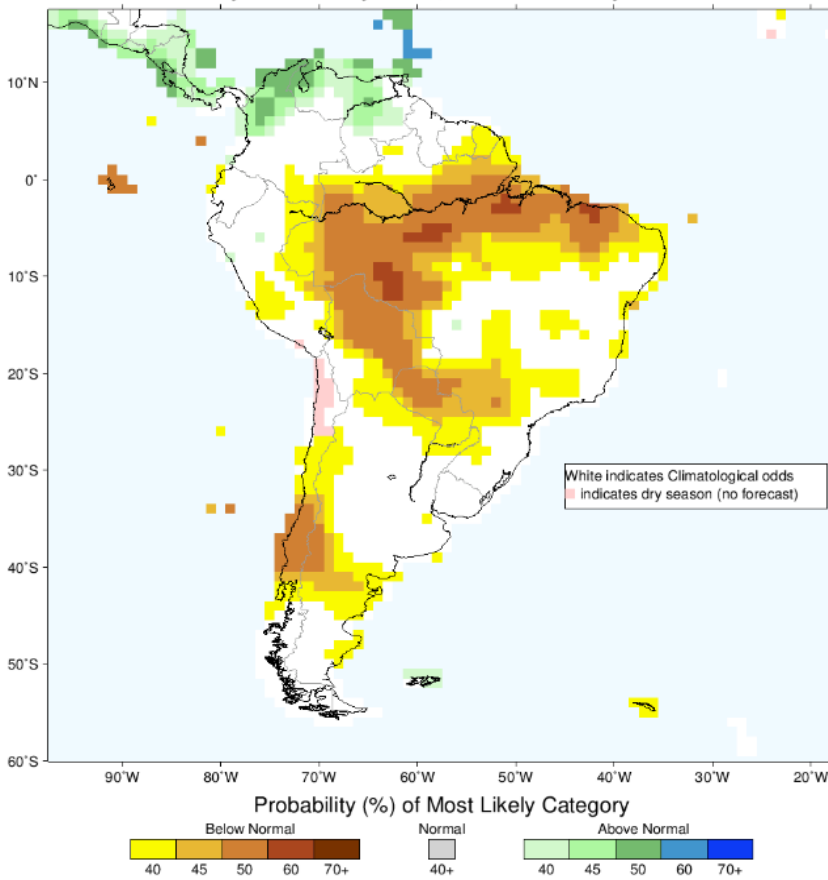 10˚N
0˚
10˚S
20˚S
30˚S
40˚S
50˚S
60˚S
White indicates Climatological odds
indicates dry season (no forecast)
90˚W 80˚W 70˚W 60˚W 50˚W 40˚W 30˚W 20˚W
Probability (%) of Most Likely Category
Below Normal Normal Above Normal
40 45 50 60 70+ 40+ 40 45 50 60 70+